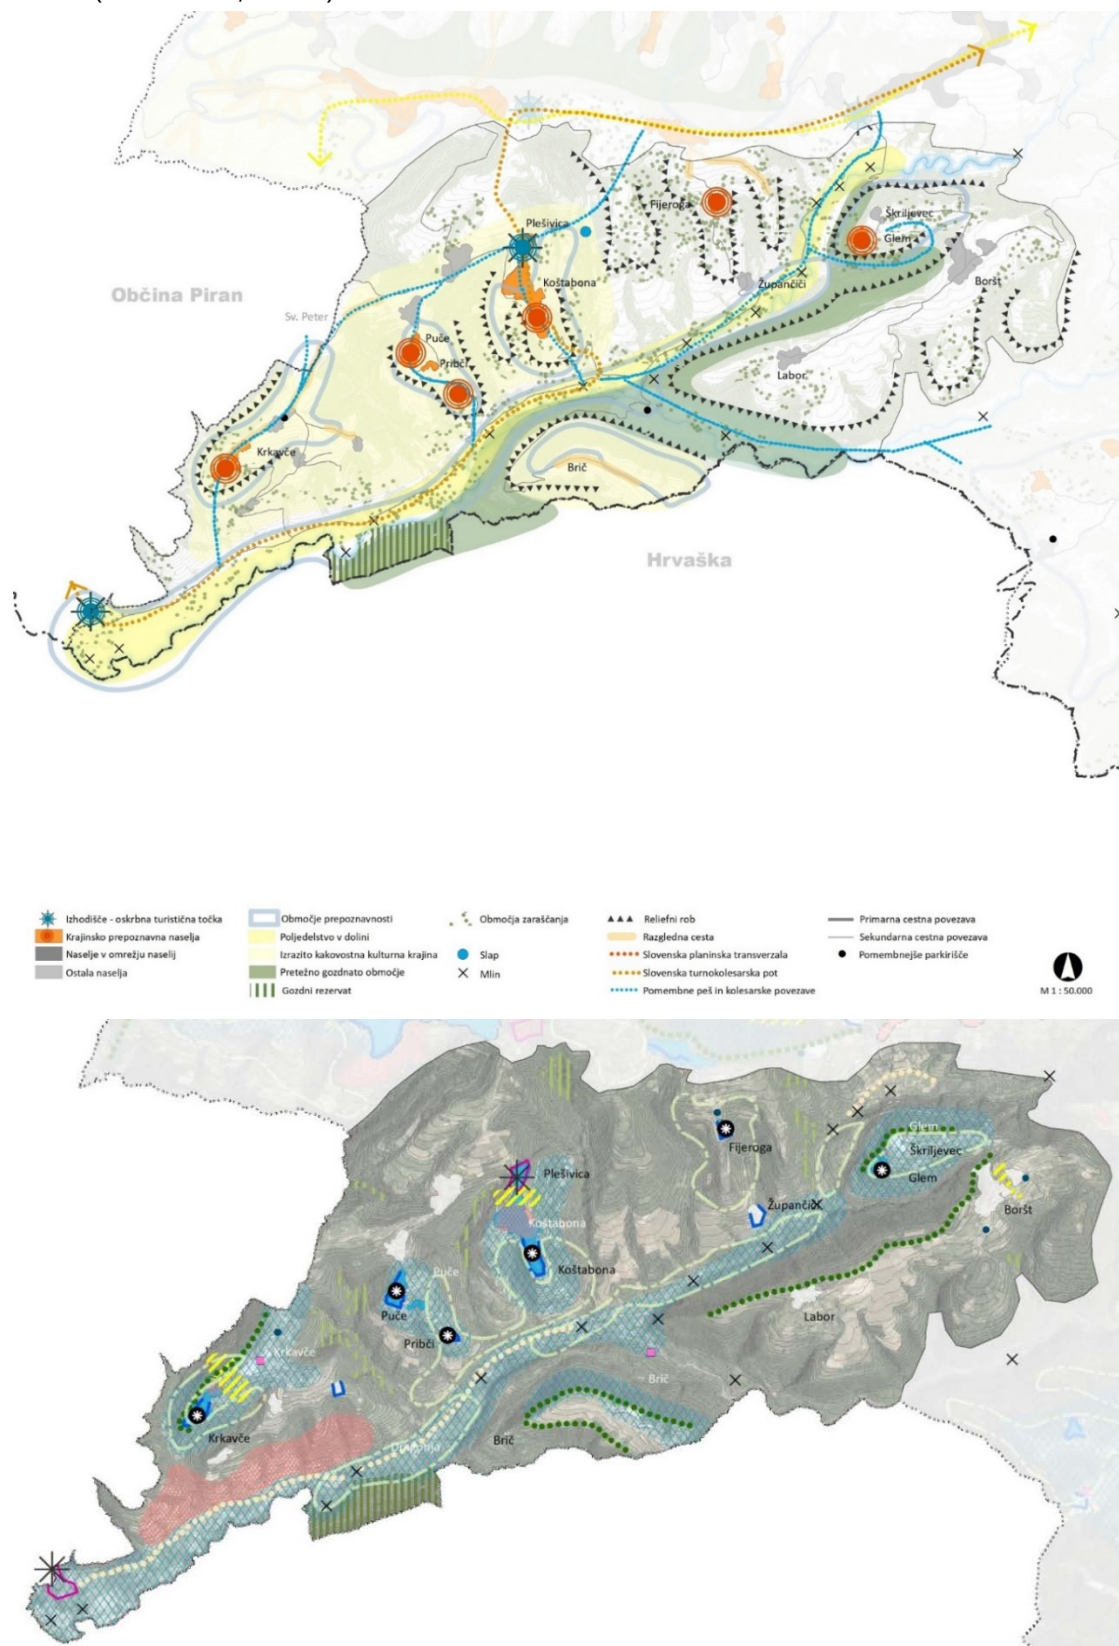 Plešivica
Fijeroga
Škriljevec
Glem
Občina Piran
Koštabona
Župančiči
Boršt
Sv. Peter
Puče
Pribči
Labor
Krkavče
Brič
Hrvaška
Izhodišče - oskrbna turistična točka
Krajinsko prepoznavna naselja
Naselje v omrežju naselij
Ostala naselja
Območje prepoznavnosti
Poljedelstvo v dolini
Izrazito kakovostna kulturna krajina
Pretežno gozdnato območje
Gozdni rezervat
Območja zaraščanja
Slap
Mlin
Reliefni rob
Razgledna cesta
Slovenska planinska transverzala
Slovenska turnokolesarska pot
Pomembne peš in kolesarske povezave
Primarna cestna povezava
Sekundarna cestna povezava
Pomembnejše parkirišče
M 1 : 50.000
Glem
Fijeroga
Škriljevec
Plešivica
Glem
Župančiči
Boršt
Koštabona
Koštabona
Puče
Puče
Pribči
Labor
Krkavče
Brič
Krkavče
Brič